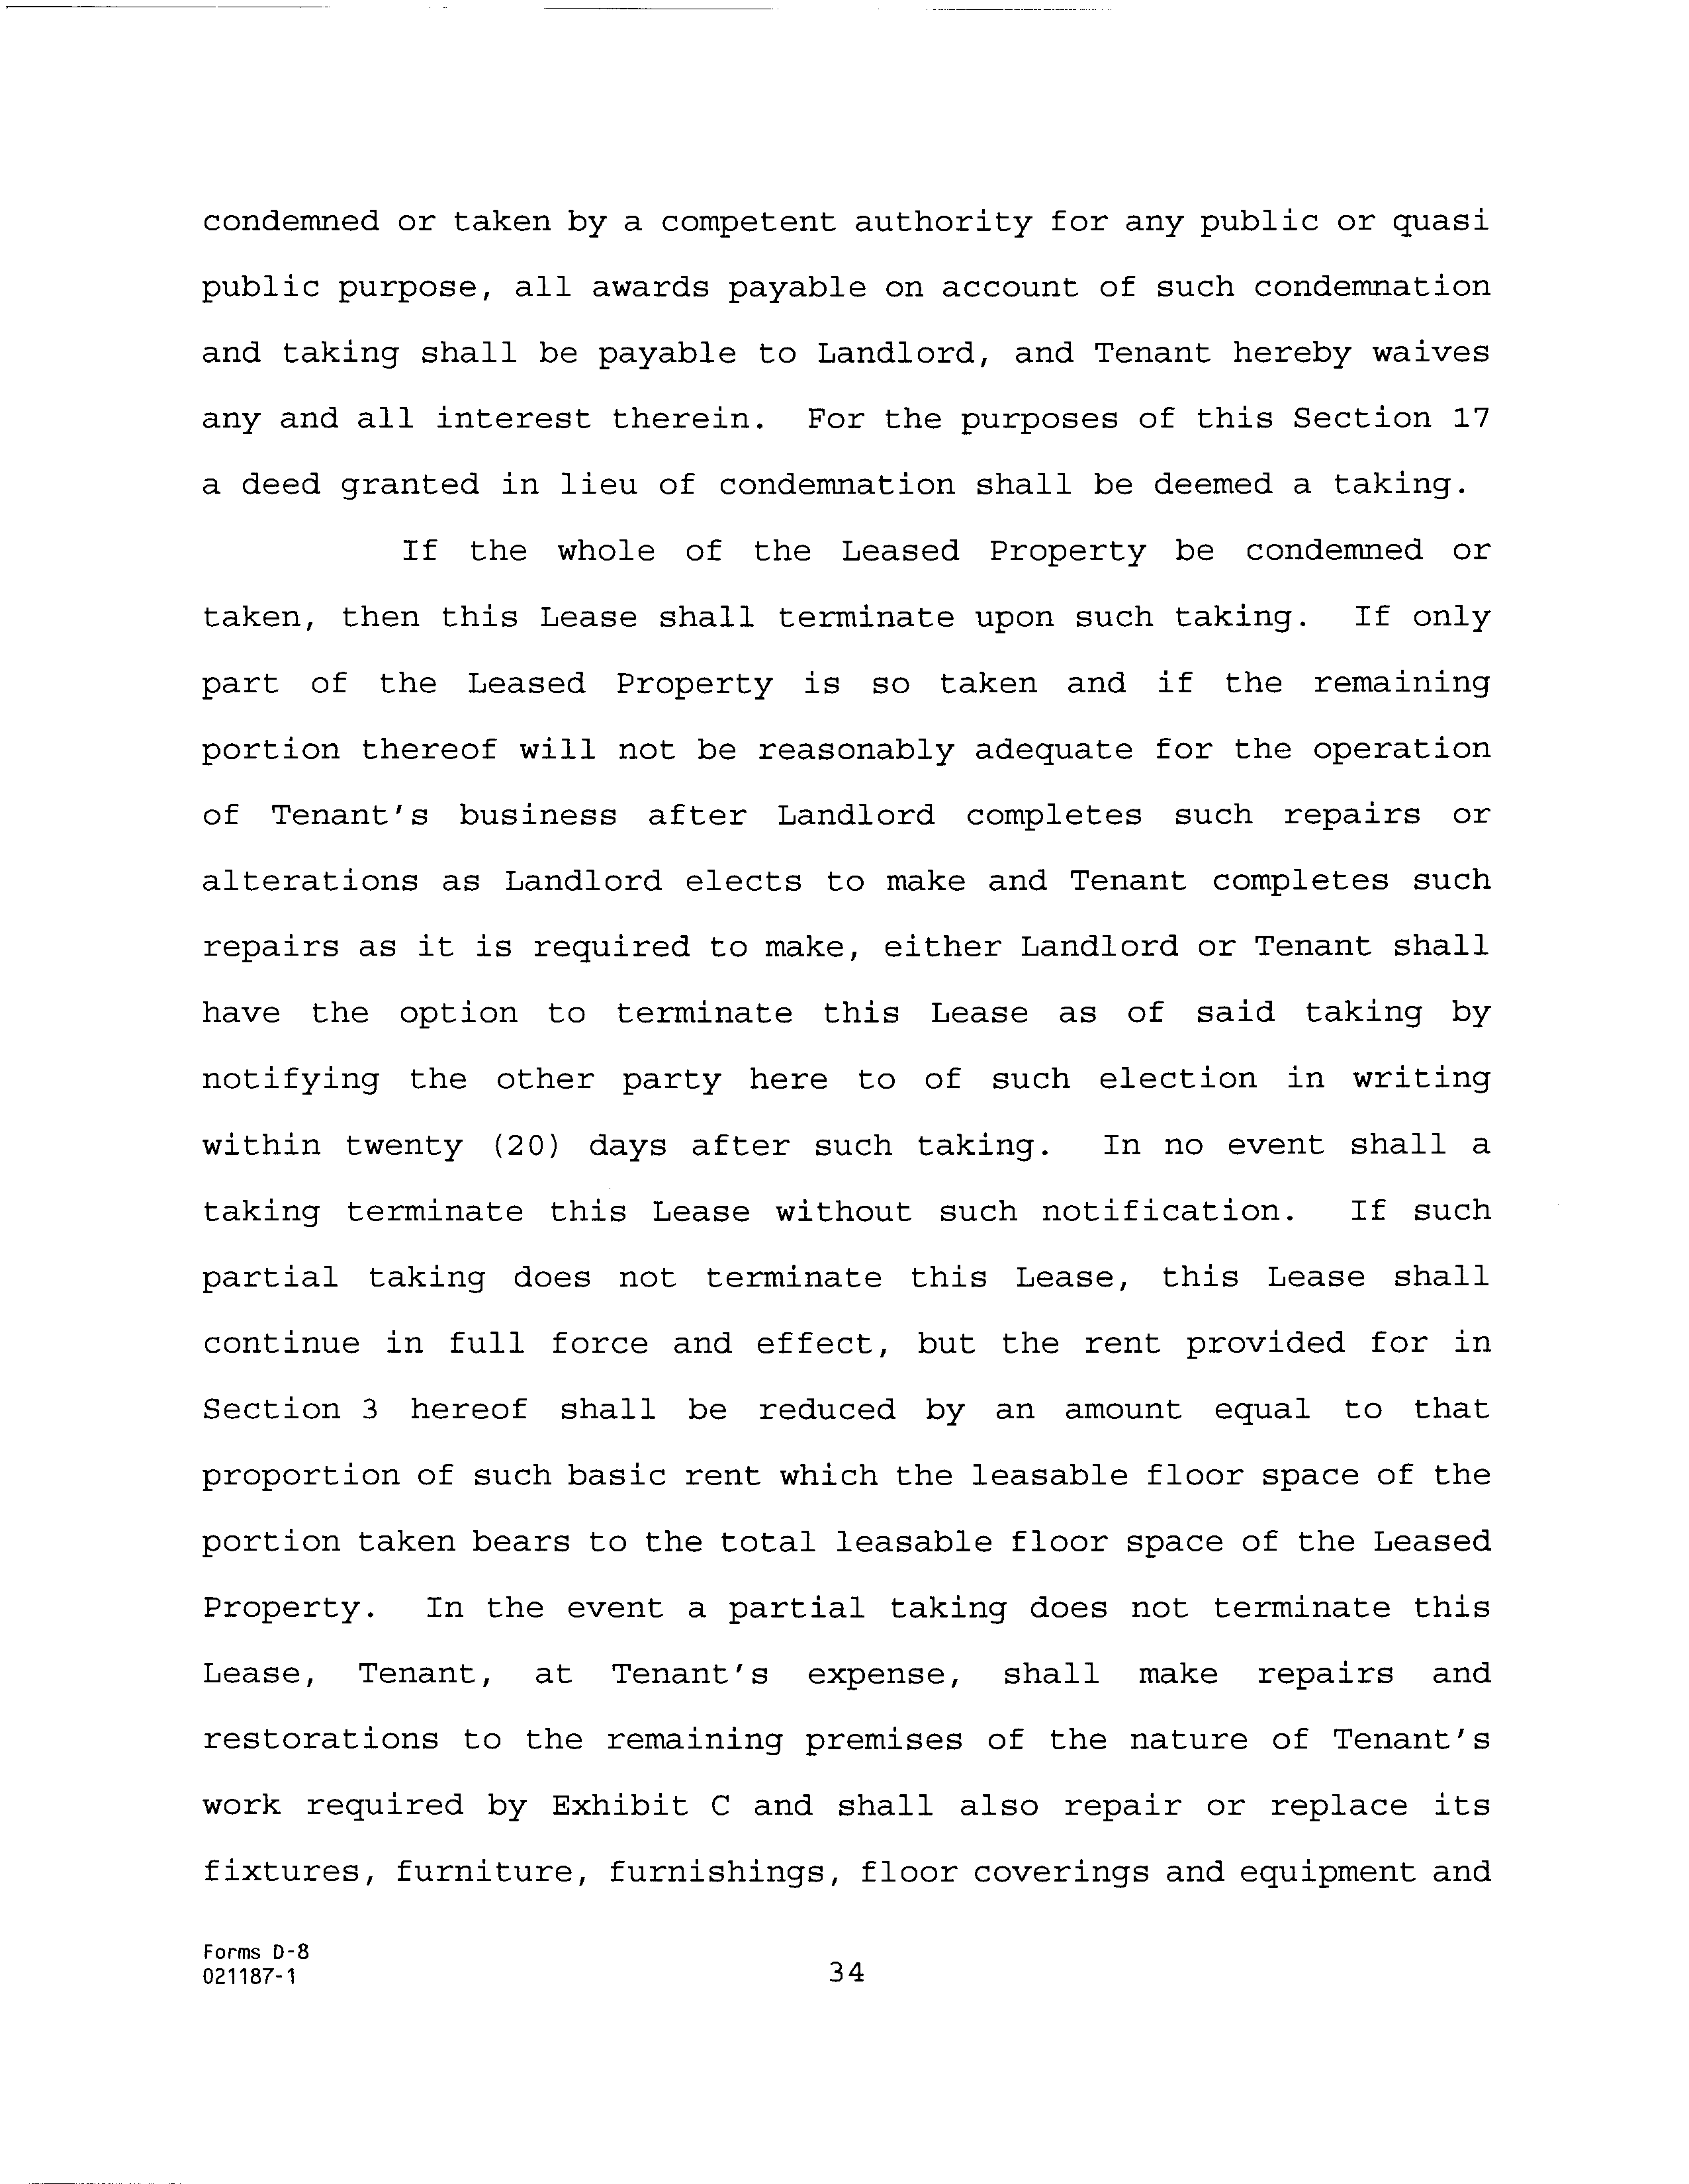 condemned or taken by a competent authority for any public or quasi
public purpose, all awards payable on account of such condemnation
and taking shall be payable to Landlord, and Tenant hereby waives
any and all interest therein. For the purposes of this Section 17
a deed granted in lieu of condemnation shall be deemed a taking.
If the whole of the Leased Property be condemned or
taken, then this Lease shall terminate upon such taking. If only
part of the Leased Property is so taken and if the remaining
portion thereof will not be reasonably adequate for the operation
of Tenant's business after Landlord completes such repairs or
alterations as Landlord elects to make and Tenant completes such
repairs as it is required to make, either Landlord or Tenant shall
have the option to terminate this Lease as of said taking by
notifying the other party here to of such election in writing
within twenty (20) days after such taking. In no event shall a
taking terminate this Lease without such notification. If such
partial taking does not terminate this Lease, this Lease shall
continue in full force and effect, but the rent provided for in
Section 3 hereof shall be reduced by an amount equal to that
proportion of such basic rent which the leasable floor space of the
portion taken bears to the total leasable floor space of the Leased
Property. In the event a partial taking does not terminate this
Lease, Tenant, at Tenant's expense, shall make repairs and
restorations to the remaining premises of the nature of Tenant's
work required by Exhibit C and shall also repair or replace its
fixtures, furniture, furnishings, floor coverings and equipment and
Forms D-8
021187-1
34